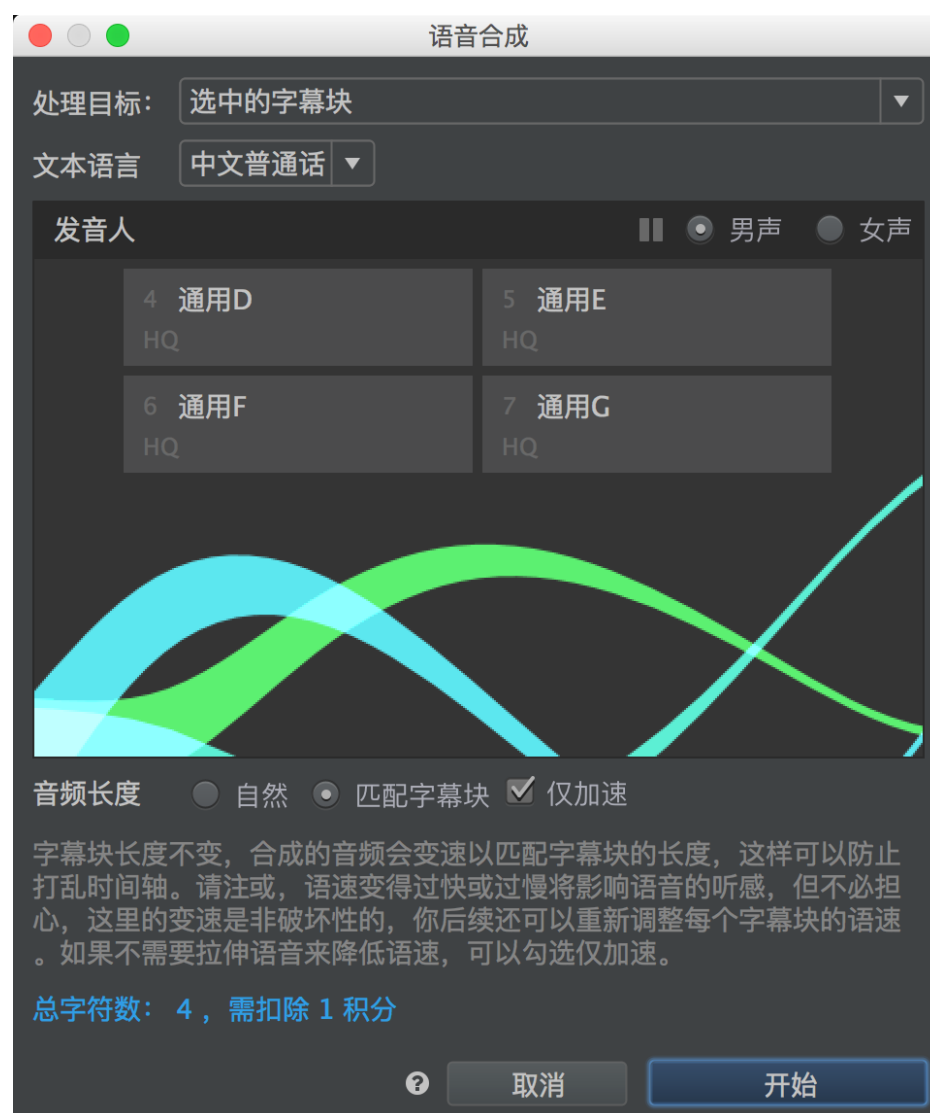 语音合成
处理目标： 选中的字幕块
文本语言 中文普通话
发音人 男声 女声
4 通用D 5 通用E
HQ HQ
6 通用F 7 通用G
HQ HQ
音频长度 自然 匹配字幕块 仅加速
字幕块长度不变，合成的音频会变速以匹配字幕块的长度，这样可以防止
打乱时间轴。请注或，语速变得过快或过慢将影响语音的听感，但不必担
心，这里的变速是非破坏性的，你后续还可以重新调整每个字幕块的语速
。如果不需要拉伸语音来降低语速，可以勾选仅加速。
总字符数： 4 ，需扣除 1 积分
? 取消 开始